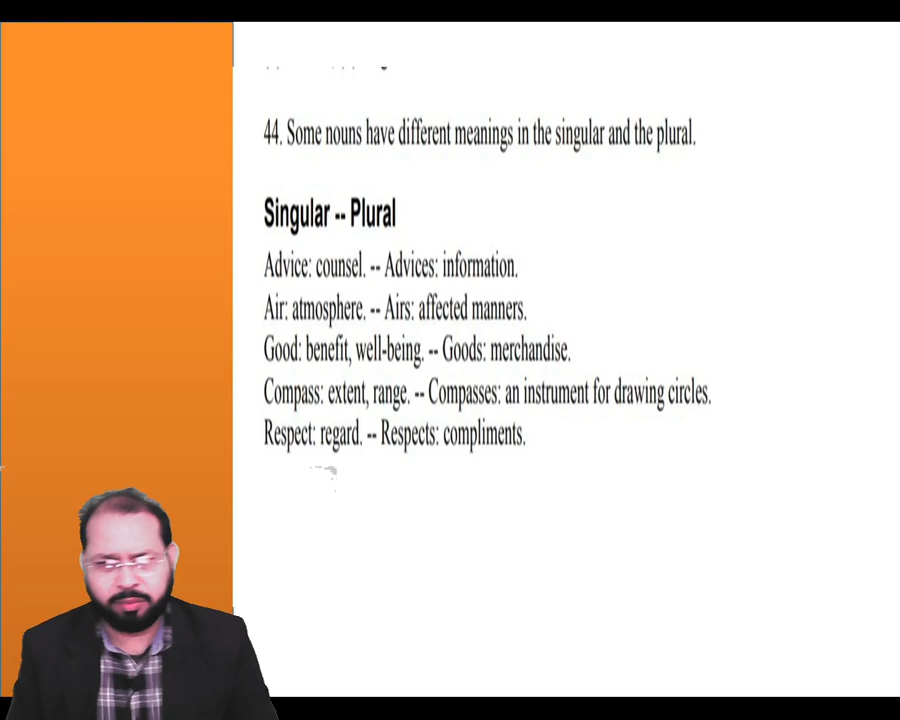 44. Some nouns have different meanings in the singular and the plural.
Singular -- Plural
Advice: counsel. -- Advices: information.
Air: atmosphere. -- Airs: affected manners.
Good: benefit, well-being. -- Goods: merchandise.
Compass: extent, range. -- Compasses: an instrument for drawing circles.
Respect: regard. -- Respects: compliments.